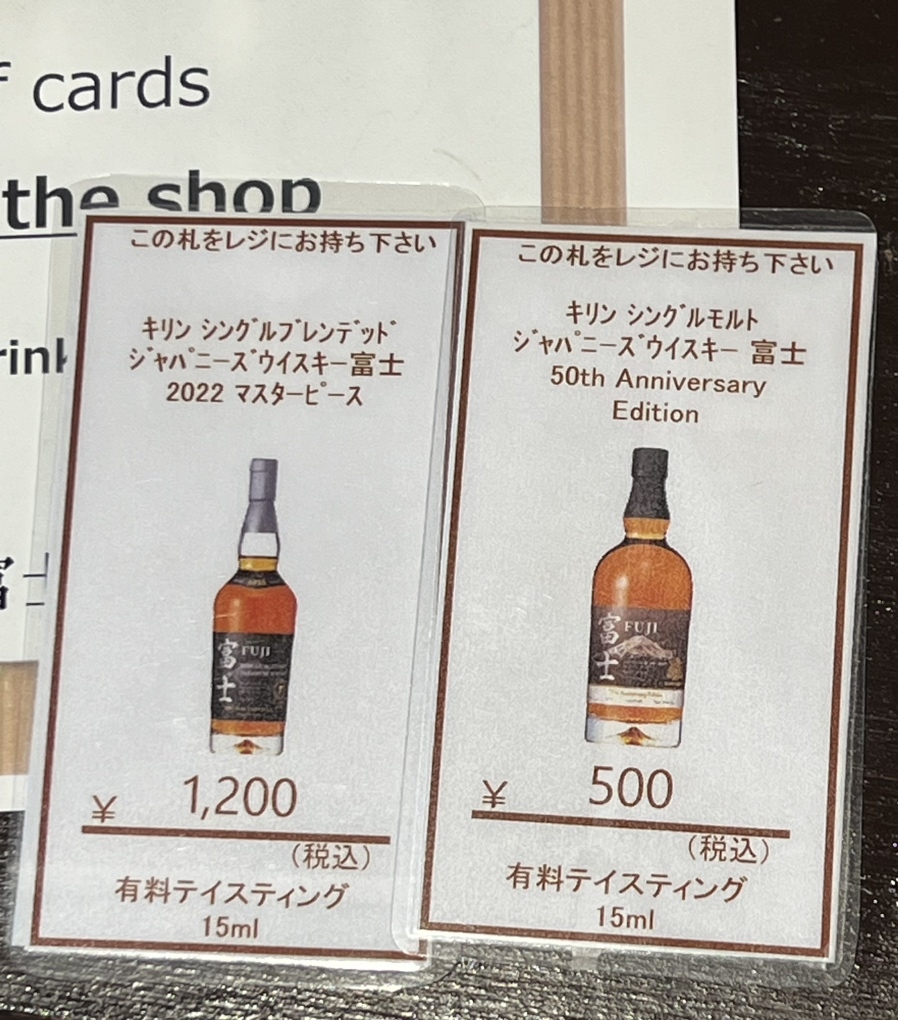 cards
the shop
この札をレジにお持ち下さい
ｷﾘﾝ ｼﾝｸﾞﾙﾌﾞﾚﾝﾃﾞｯﾄﾞ
ｼﾞｬﾊﾟﾆｰｽﾞｳｲｽｷｰ富士
2022 ﾏｽﾀｰﾋﾟｰｽ
富士
FUJI
¥ 1,200
(税込)
有料テイスティング
15ml
この札をレジにお持ち下さい
ｷﾘﾝ ｼﾝｸﾞﾙﾓﾙﾄ
ｼﾞｬﾊﾟﾆｰｽﾞｳｲｽｷｰ 富士
50th Anniversary
Edition
富士
FUJI
¥ 500
(税込)
有料テイスティング
15ml